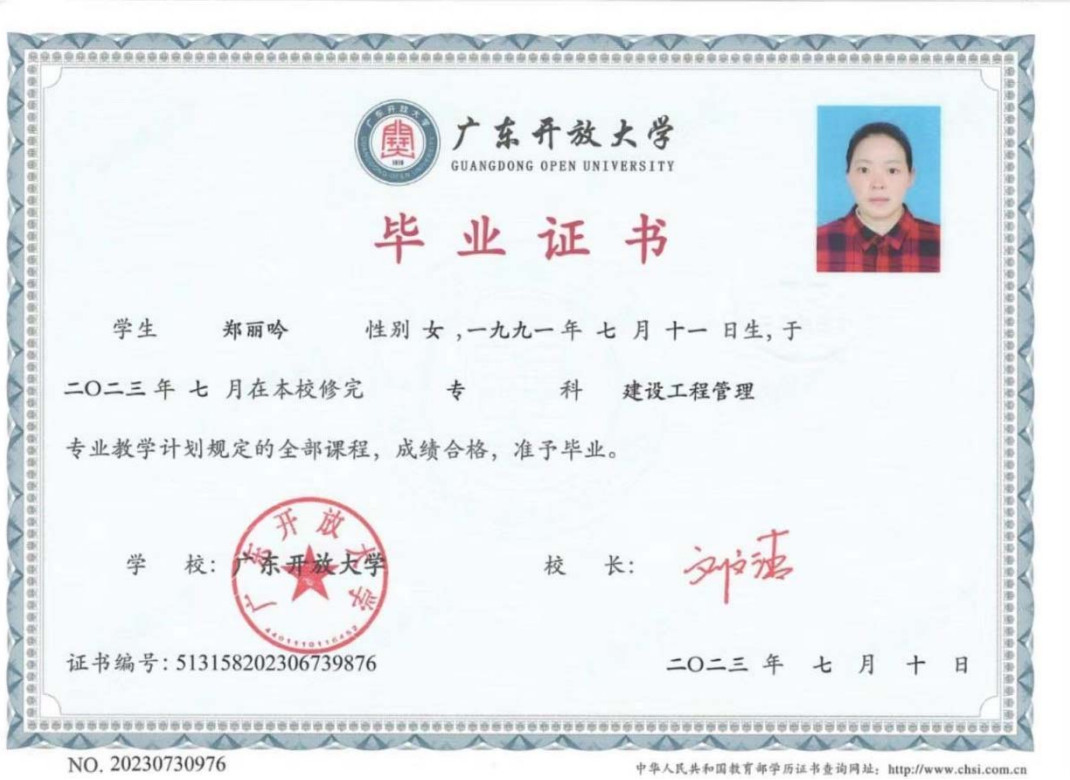 广东开放大学
GUANGDONG OPEN UNIVERSITY
毕业证书
学生 郑丽吟 性别 女 ,一九九一 年 七 月 十一 日生, 于
二〇二三 年 七 月在本校修完 专 科 建设工程管理
专业教学计划规定的全部课程，成绩合格，准予毕业。
学 校: 广东开放大学 校 长:
广东开放大学
证书编号: 513158202306739876 二〇二三 年 七 月 十 日
NO. 20230730976 中华人民共和国教育部学历证书查询网址: http://www.chsi.com.cn